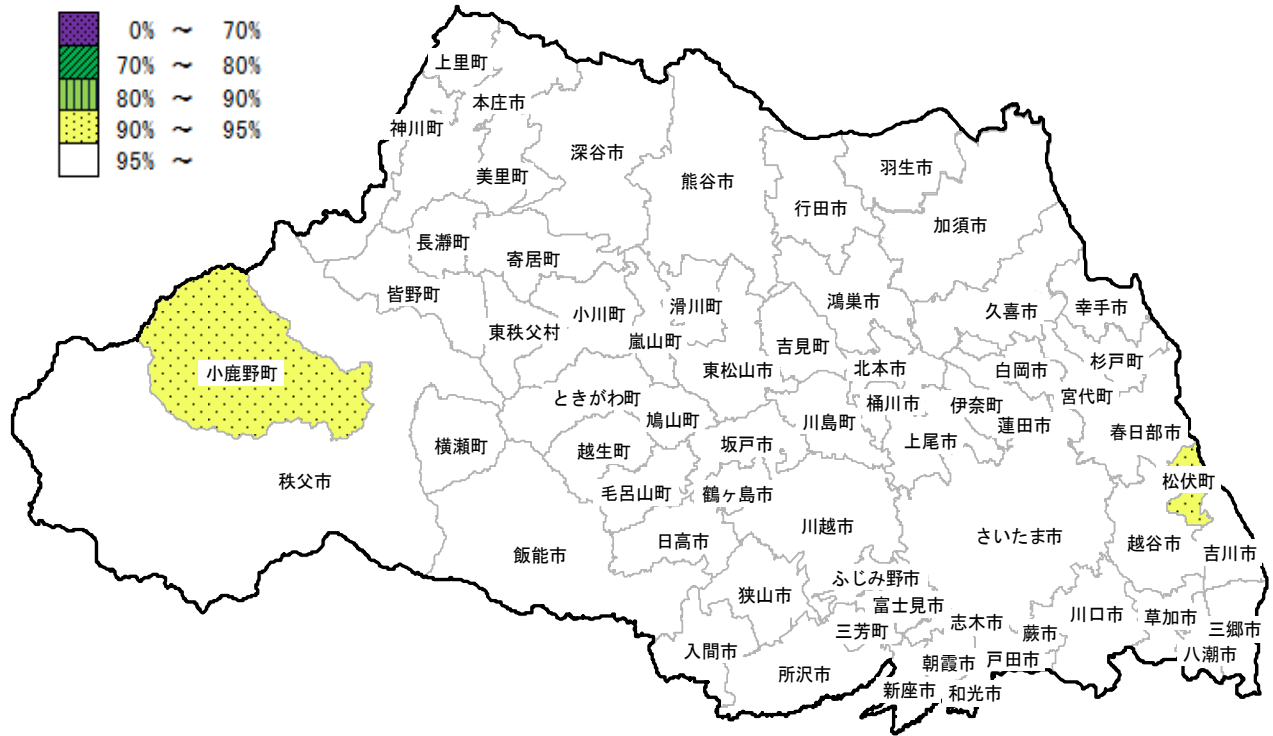 0% ～ 70%
70% ～ 80%
80% ～ 90%
90% ～ 95%
95% ～
上里町
本庄市
神川町
深谷市
美里町
熊谷市
羽生市
行田市
加須市
長瀞町
寄居町
皆野町
小川町
滑川町
鴻巣市
久喜市
幸手市
東秩父村
嵐山町
吉見町
小鹿野町
東松山市
北本市
白岡市
杉戸町
ときがわ町
桶川市
伊奈町
宮代町
鳩山町
川島町
蓮田市
横瀬町
越生町
坂戸市
上尾市
春日部市
秩父市
毛呂山町
鶴ヶ島市
松伏町
川越市
さいたま市
飯能市
日高市
越谷市
吉川市
ふじみ野市
狭山市
富士見市
三芳町
志木市
蕨市
川口市
草加市
三郷市
入間市
所沢市
朝霞市
戸田市
八潮市
新座市
和光市